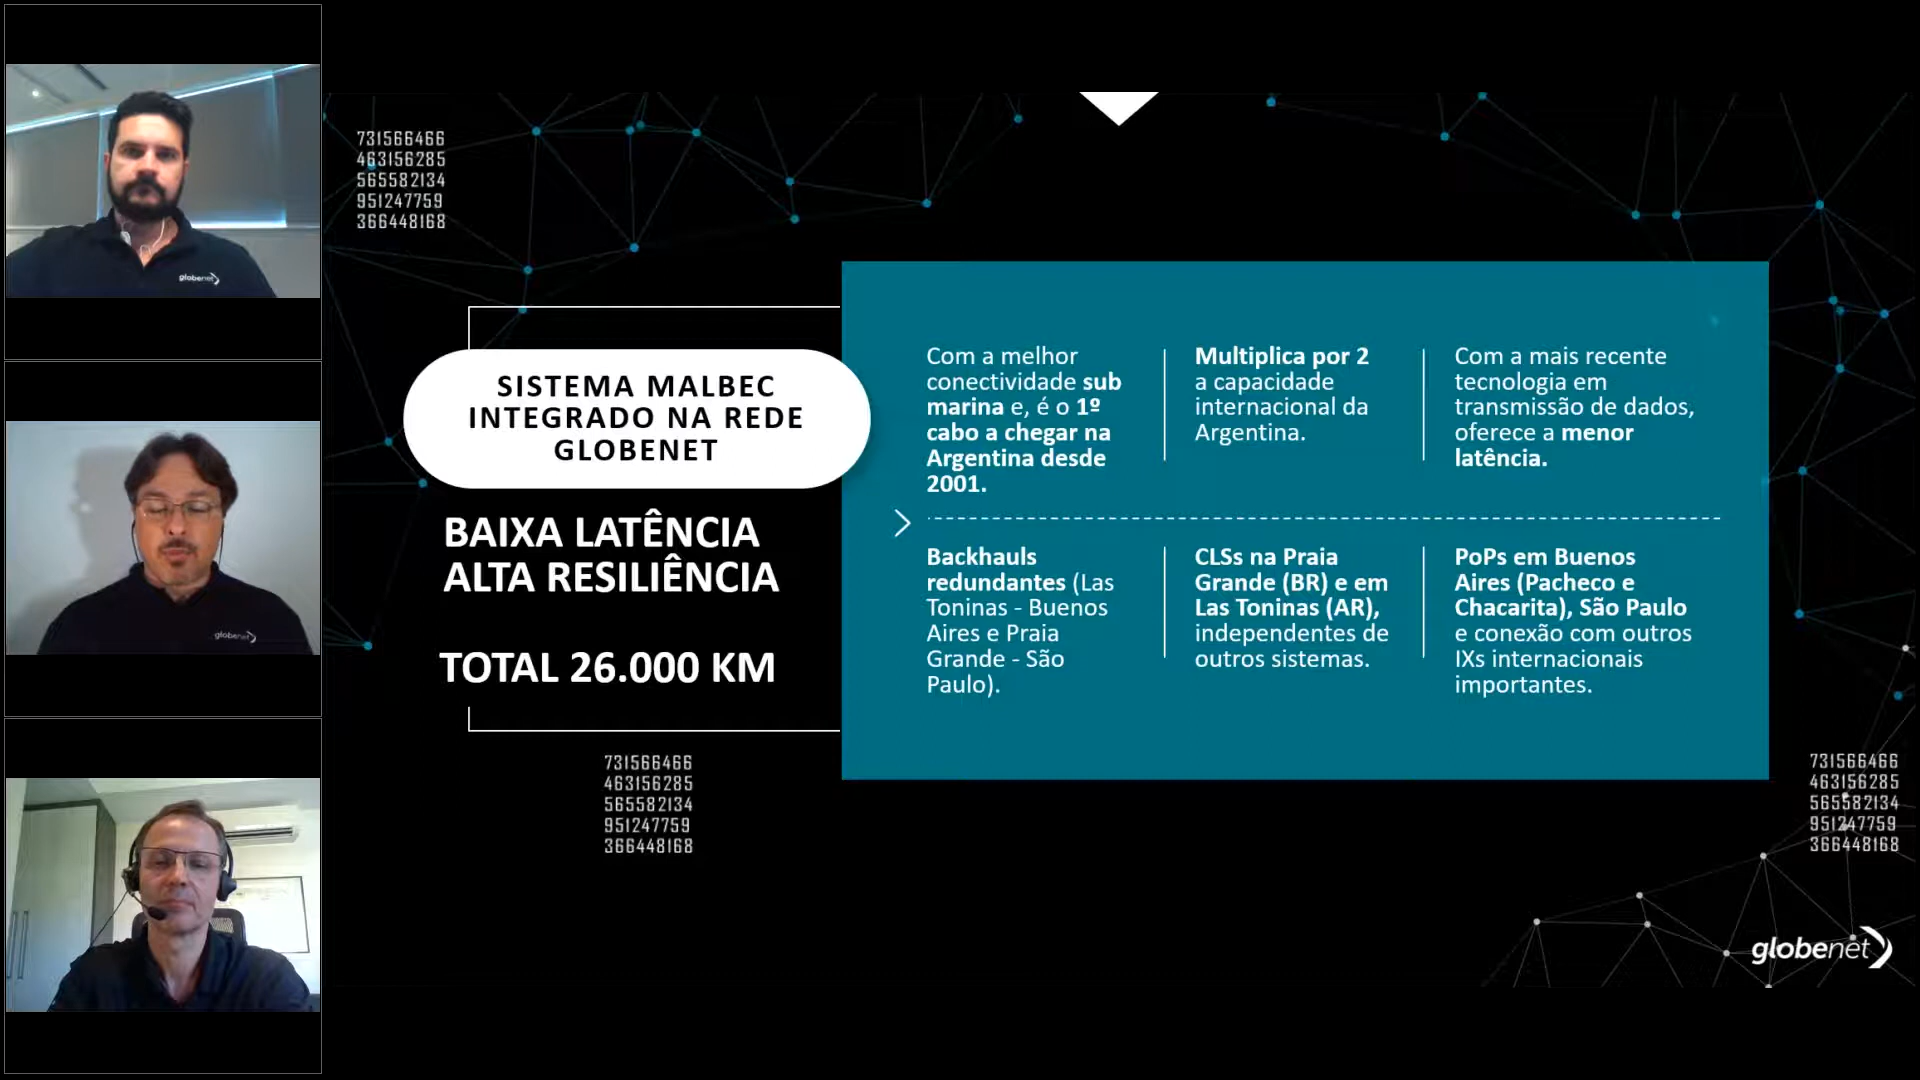 globenet
globenet
731566466
463156285
565582134
951247759
366448168
SISTEMA MALBEC
INTEGRADO NA REDE
GLOBENET
BAIXA LATÊNCIA
ALTA RESILIÊNCIA
TOTAL 26.000 KM
Com a melhor
conectividade sub
marina e, é o 1º
cabo a chegar na
Argentina desde
2001.
Multiplica por 2
a capacidade
internacional da
Argentina.
Com a mais recente
tecnologia em
transmissão de dados,
oferece a menor
latência.
Backhauls
redundantes (Las
Toninas - Buenos
Aires e Praia
Grande - São
Paulo).
CLSs na Praia
Grande (BR) e em
Las Toninas (AR),
independentes de
outros sistemas.
PoPs em Buenos
Aires (Pacheco e
Chacarita), São Paulo
e conexão com outros
IXs internacionais
importantes.
731566466
463156285
565582134
951247759
366448168
731566466
463156285
565582134
951247759
366448168
globenet